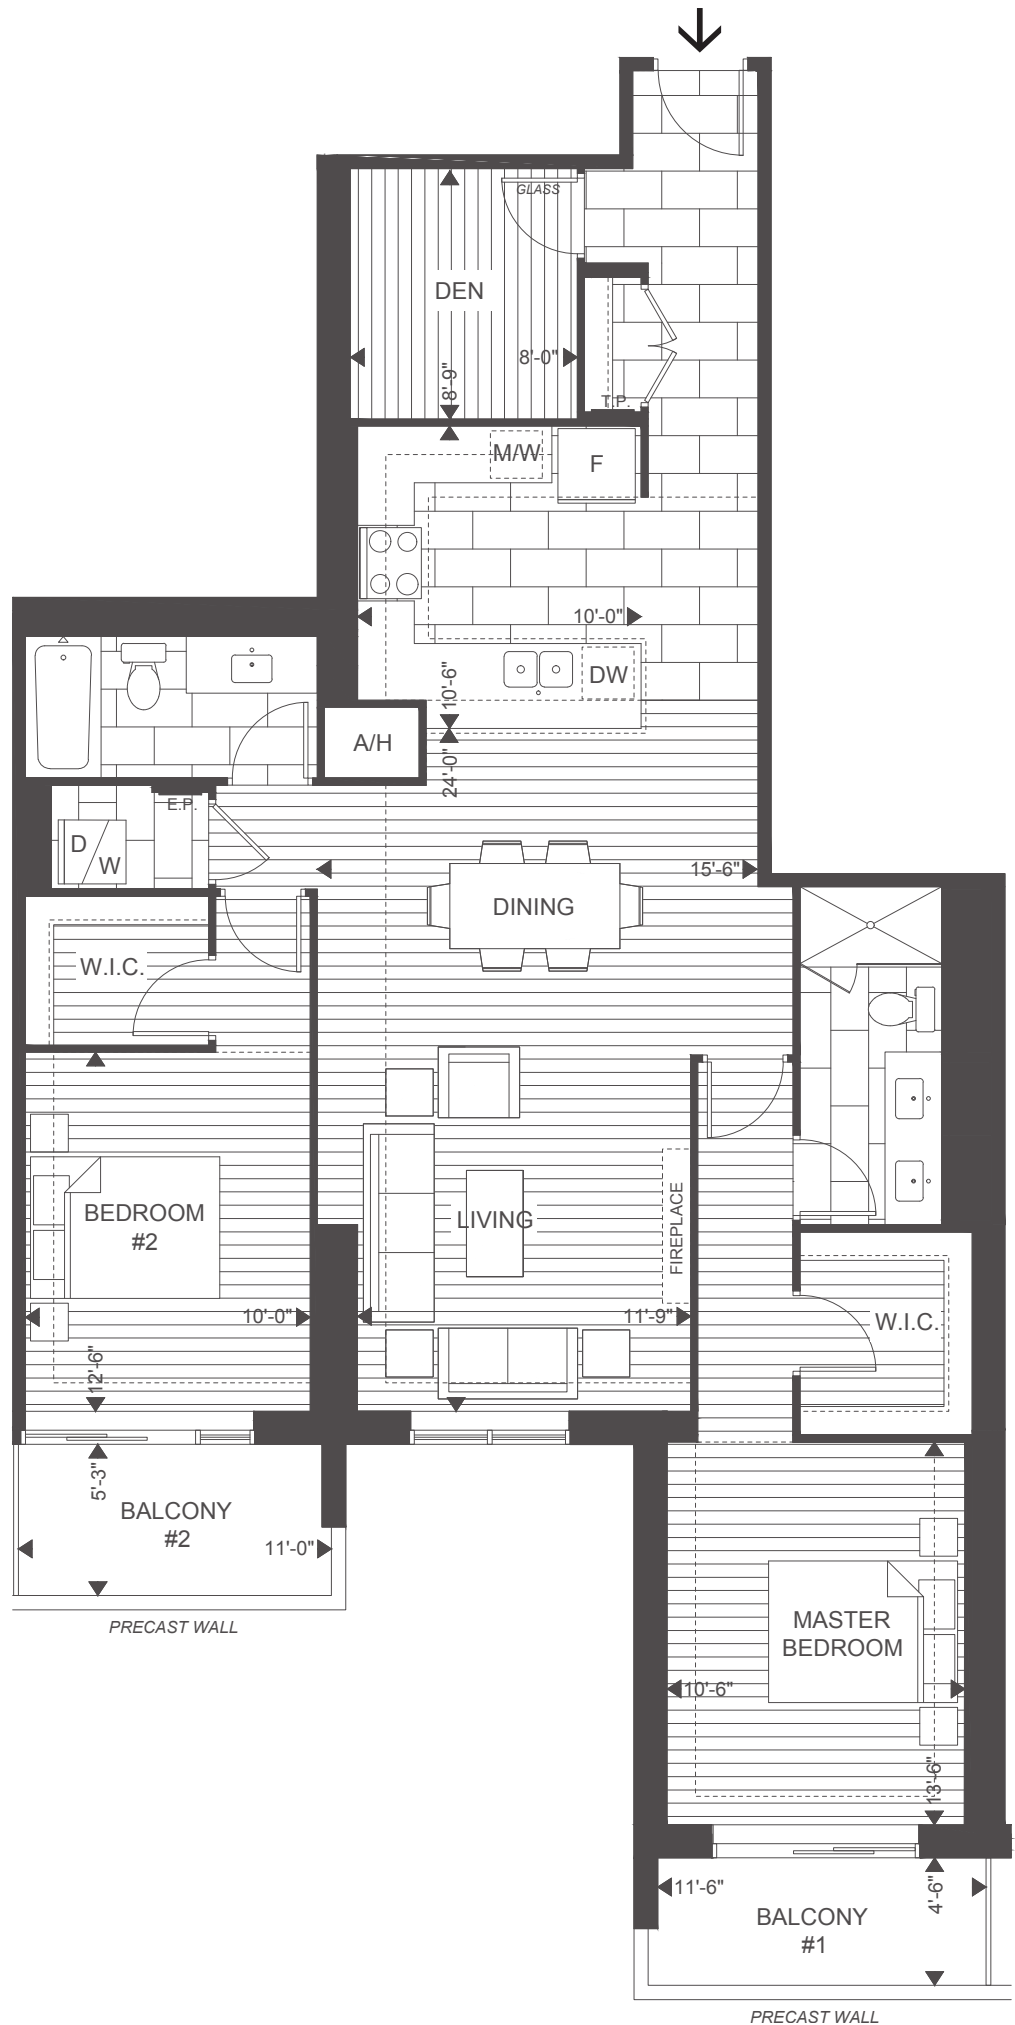 GLASS
DEN
8'-0"
8'-9"
T.P.
M/W
F
10'-0"
DW
10'-6"
A/H
24'-0"
E.P.
D
W
15'-6"
DINING
W.I.C.
BEDROOM
#2
LIVING
FIREPLACE
10'-0"
11'-9"
W.I.C.
12'-6"
5'-3"
BALCONY
#2
11'-0"
PRECAST WALL
MASTER
BEDROOM
10'-6"
13'-6"
11'-6"
4'-6"
BALCONY
#1
PRECAST WALL